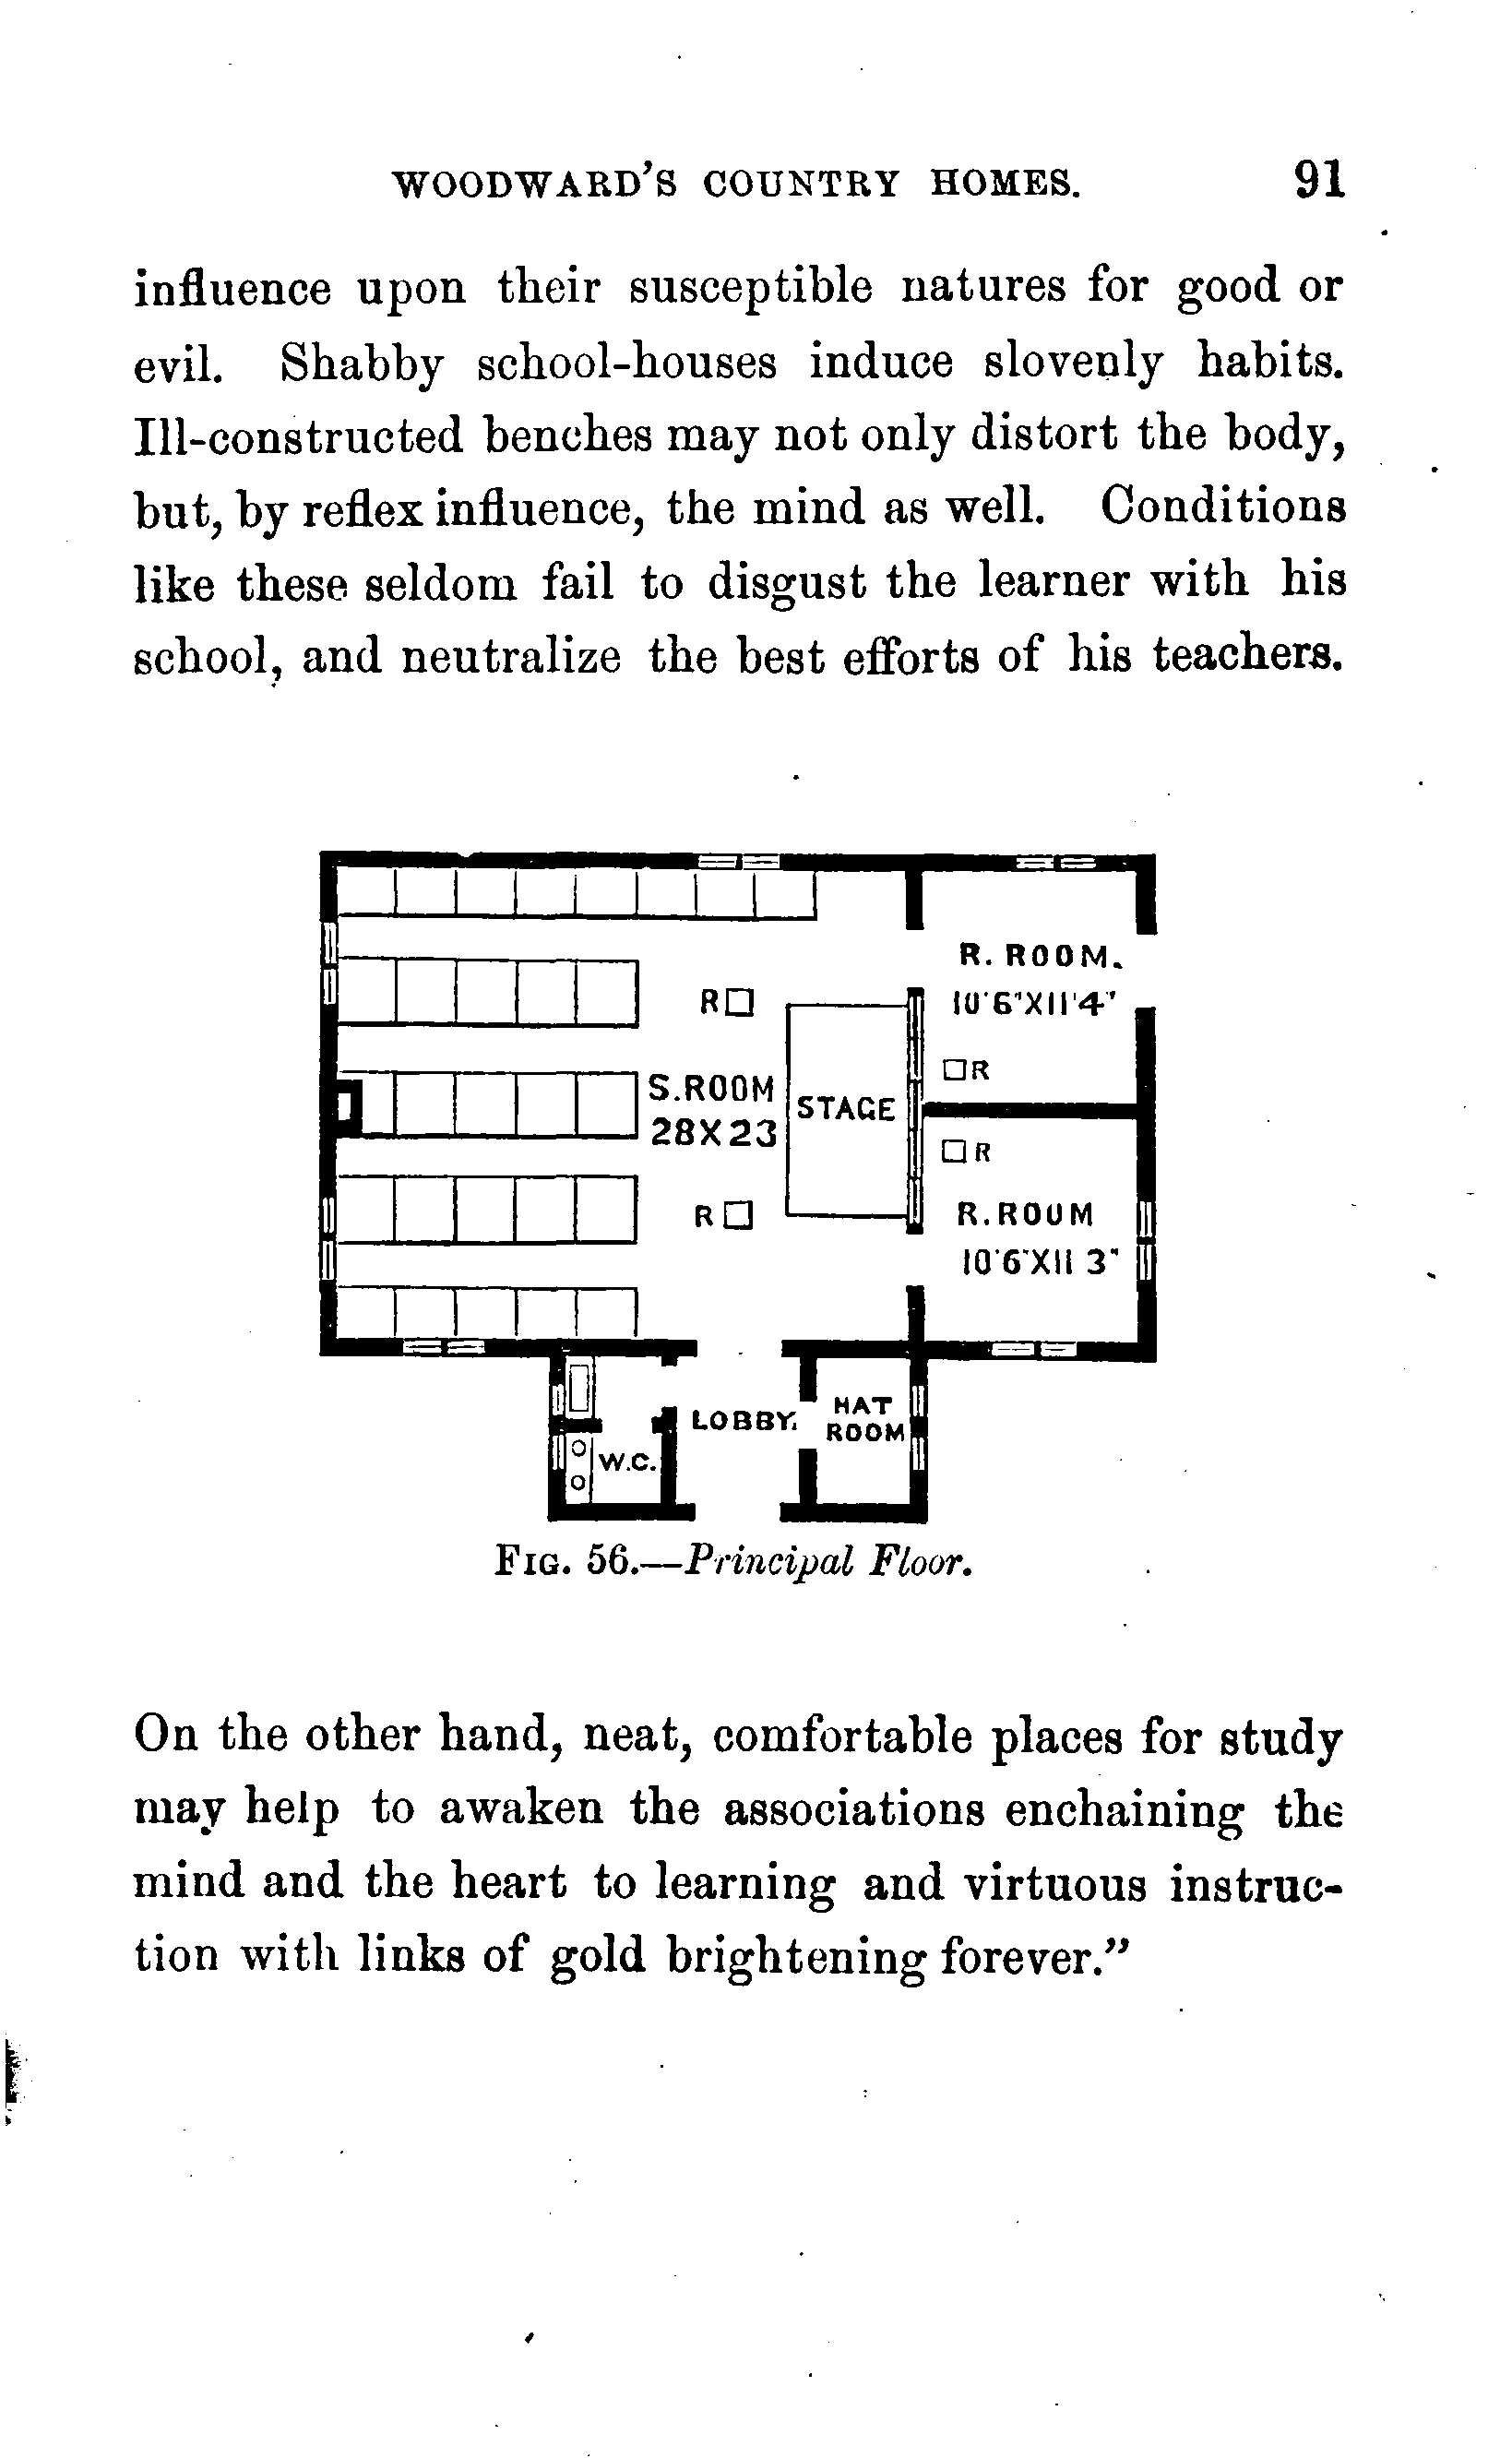 WOODWARD'S COUNTRY HOMES. 91
influence upon their susceptible natures for good or
evil. Shabby school-houses induce slovenly habits.
Ill-constructed benches may not only distort the body,
but, by reflex influence, the mind as well. Conditions
like these seldom fail to disgust the learner with his
school, and neutralize the best efforts of his teachers.
R. ROOM.
10'6"X11'4"
R
R
S.ROOM
28X23
STAGE
R
R
R.ROOM
10'6"X11 3"
LOBBY.
HAT
ROOM
W.C.
FIG. 56.—Principal Floor.
On the other hand, neat, comfortable places for study
may help to awaken the associations enchaining the
mind and the heart to learning and virtuous instruc-
tion with links of gold brightening forever."